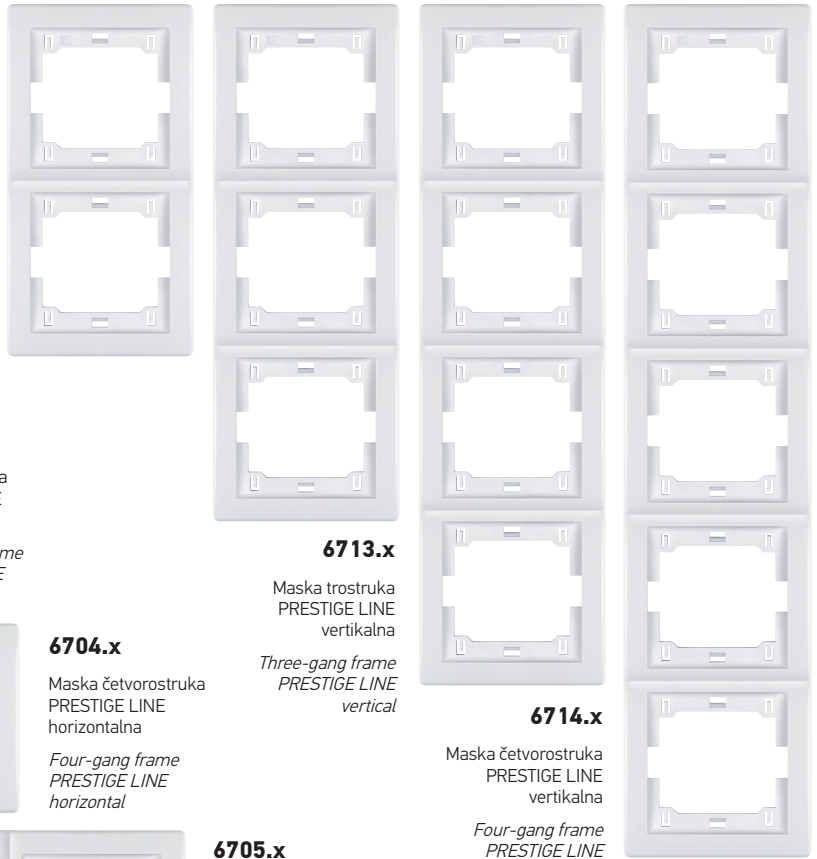 6713.x
Maska trostruka
PRESTIGE LINE
vertikalna
Three-gang frame
PRESTIGE LINE
vertical
6704.x
Maska četvorostruka
PRESTIGE LINE
horizontalna
Four-gang frame
PRESTIGE LINE
horizontal
6714.x
Maska četvorostruka
PRESTIGE LINE
vertikalna
Four-gang frame
PRESTIGE LINE
6705.x